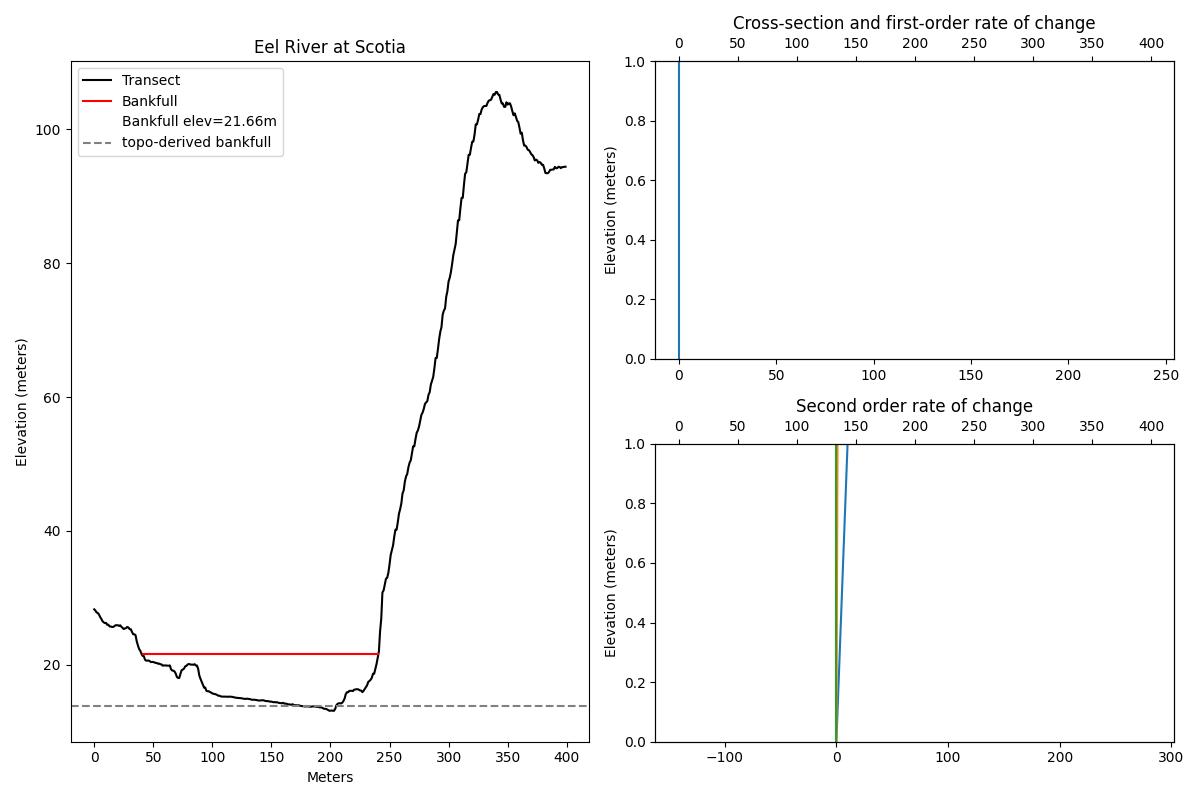 Eel River at Scotia
Transect
Bankfull
Bankfull elev=21.66m
topo-derived bankfull
Elevation (meters)
100
80
60
40
20
0 50 100 150 200 250 300 350 400
Meters
Cross-section and first-order rate of change
0 50 100 150 200 250 300 350 400
Elevation (meters)
1.0
0.8
0.6
0.4
0.2
0.0
0 50 100 150 200 250
Second order rate of change
0 50 100 150 200 250 300 350 400
Elevation (meters)
1.0
0.8
0.6
0.4
0.2
0.0
−100 0 100 200 300